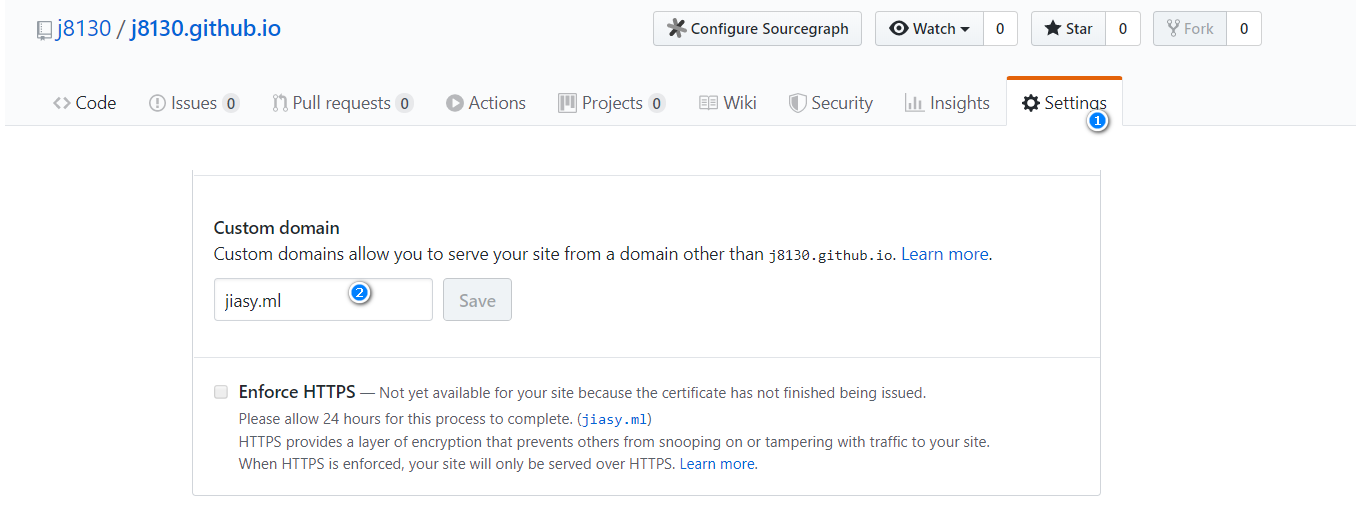 j8130 / j8130.github.io
Configure Sourcegraph
Watch 0
Star 0
Fork 0
Code
Issues 0
Pull requests 0
Actions
Projects 0
Wiki
Security
Insights
Settings
1
Custom domain
Custom domains allow you to serve your site from a domain other than j8130.github.io. Learn more.
jiasy.ml
2
Save
Enforce HTTPS — Not yet available for your site because the certificate has not finished being issued.
Please allow 24 hours for this process to complete. (jiasy.ml)
HTTPS provides a layer of encryption that prevents others from snooping on or tampering with traffic to your site.
When HTTPS is enforced, your site will only be served over HTTPS. Learn more.